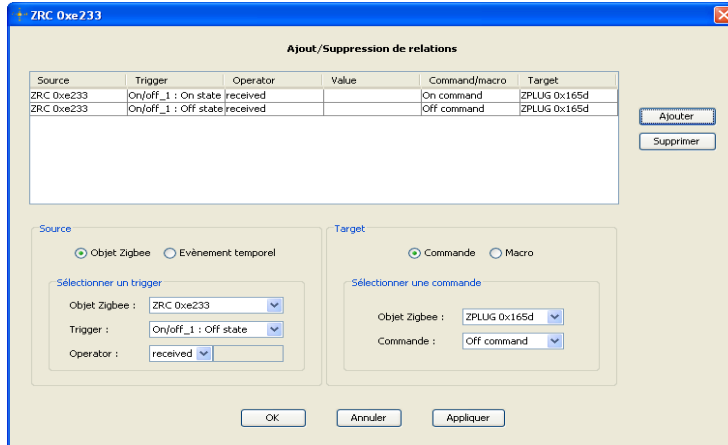 ZRC 0xe233
Ajout/Suppression de relations
Source Trigger Operator Value Command/macro Target
ZRC 0xe233 On/off_1 : On state received On command ZPLUG 0x165d
ZRC 0xe233 On/off_1 : Off state received Off command ZPLUG 0x165d
Ajouter
Supprimer
Source Target
Objet Zigbee Evènement temporel Commande Macro
Sélectionner un trigger Sélectionner une commande
Objet Zigbee : ZRC 0xe233 Objet Zigbee : ZPLUG 0x165d
Trigger : On/off_1 : Off state Commande : Off command
Operator : received
OK Annuler Appliquer